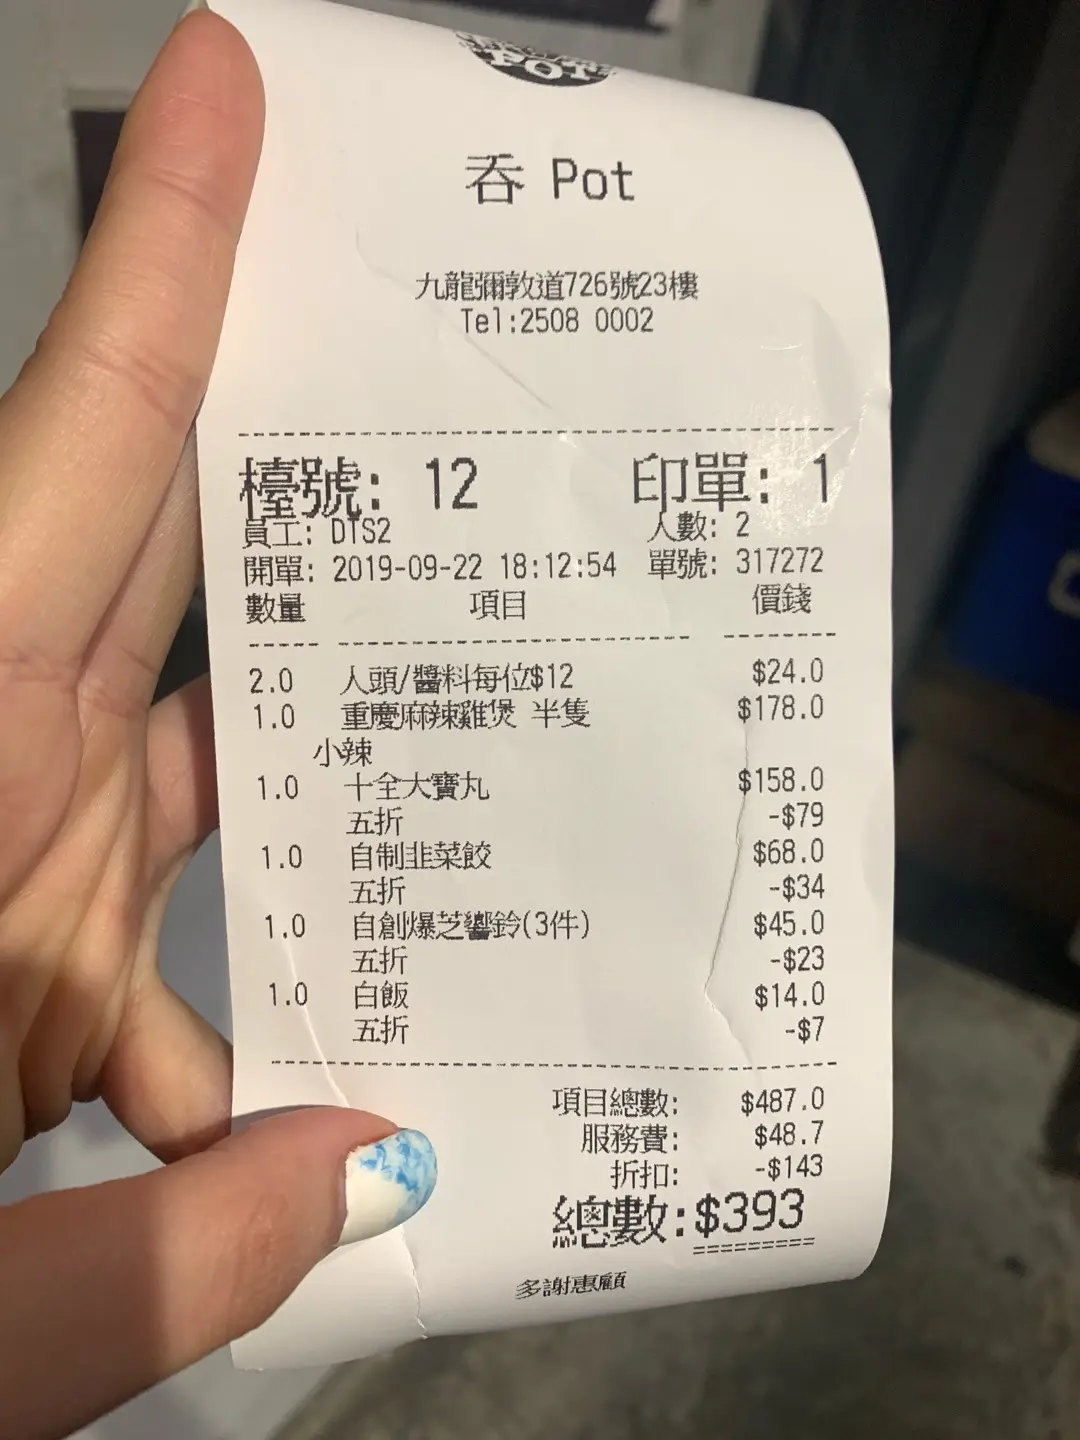 POT
吞 Pot
九龍彌敦道726號23樓
Tel:2508 0002
檯號: 12 印單: 1
員工: DTS2 人數: 2
開單: 2019-09-22 18:12:54 單號: 317272
數量 項目 價錢
2.0 人頭/醬料每位$12 $24.0
1.0 重慶麻辣雞煲 半隻 $178.0
小辣
1.0 十全大寶丸 $158.0
五折 -$79
1.0 自制韭菜餃 $68.0
五折 -$34
1.0 自創爆芝響鈴(3件) $45.0
五折 -$23
1.0 白飯 $14.0
五折 -$7
項目總數: $487.0
服務費: $48.7
折扣: -$143
總數:$393
多謝惠顧